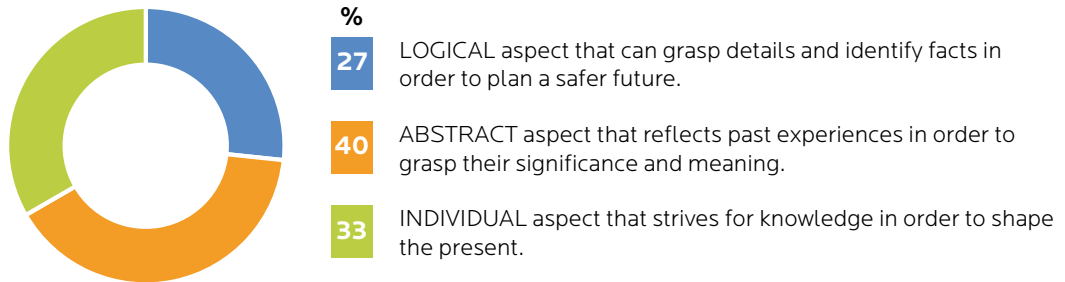 %
27
LOGICAL aspect that can grasp details and identify facts in
order to plan a safer future.
40
ABSTRACT aspect that reflects past experiences in order to
grasp their significance and meaning.
33
INDIVIDUAL aspect that strives for knowledge in order to shape
the present.